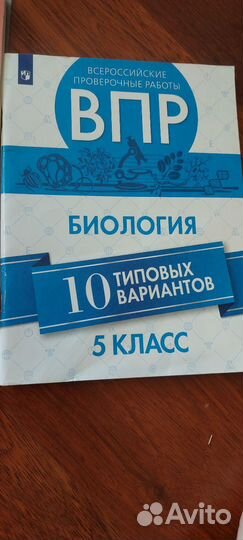 ВСЕРОССИЙСКИЕ
ПРОВЕРОЧНЫЕ РАБОТЫ
ВПР
БИОЛОГИЯ
10 ТИПОВЫХ
ВАРИАНТОВ
5 КЛАСС
Avito